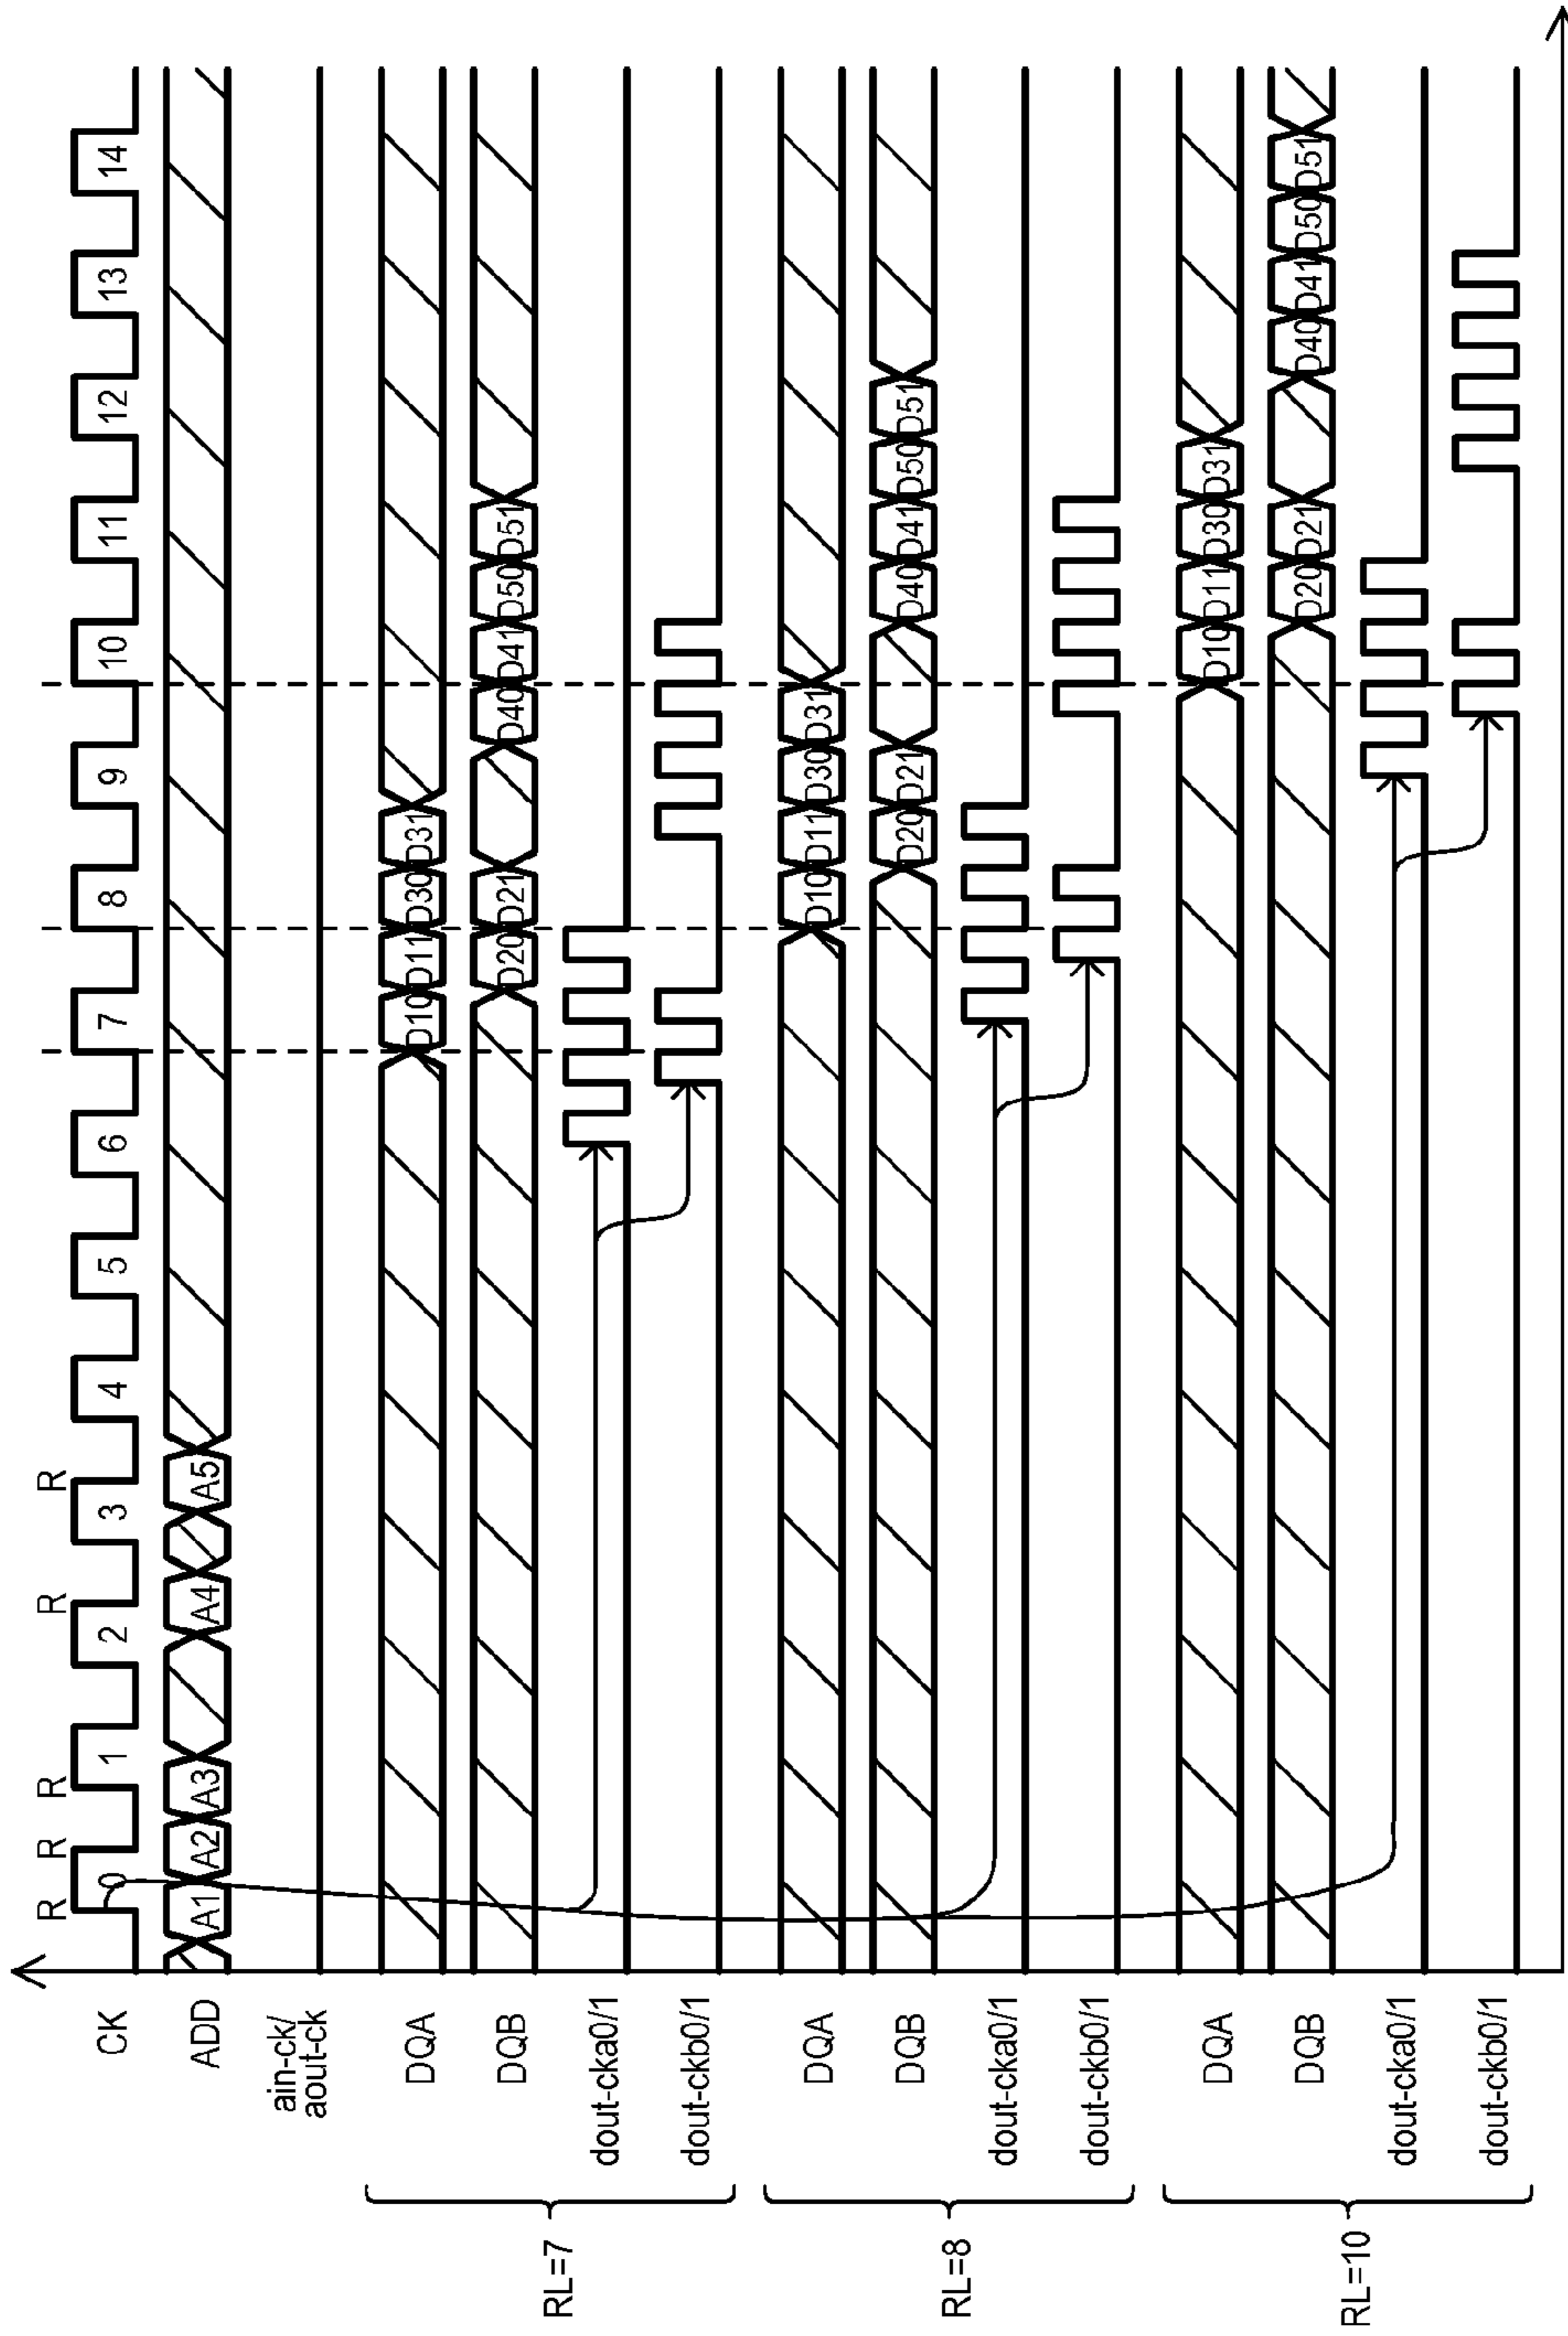 R R R R R
CK 0 1 2 3 4 5 6 7 8 9 10 11 12 13 14
ADD A1 A2 A3 A4 A5
ain-ck/
aout-ck
RL=7
DQA D10 D11 D30 D31
DQB D20 D21 D40 D41 D50 D51
dout-cka0/1
dout-ckb0/1
RL=8
DQA D10 D11 D30 D31
DQB D20 D21 D40 D41 D50 D51
dout-cka0/1
dout-ckb0/1
RL=10
DQA D10 D11 D30 D31
DQB D20 D21 D40 D41 D50 D51
dout-cka0/1
dout-ckb0/1